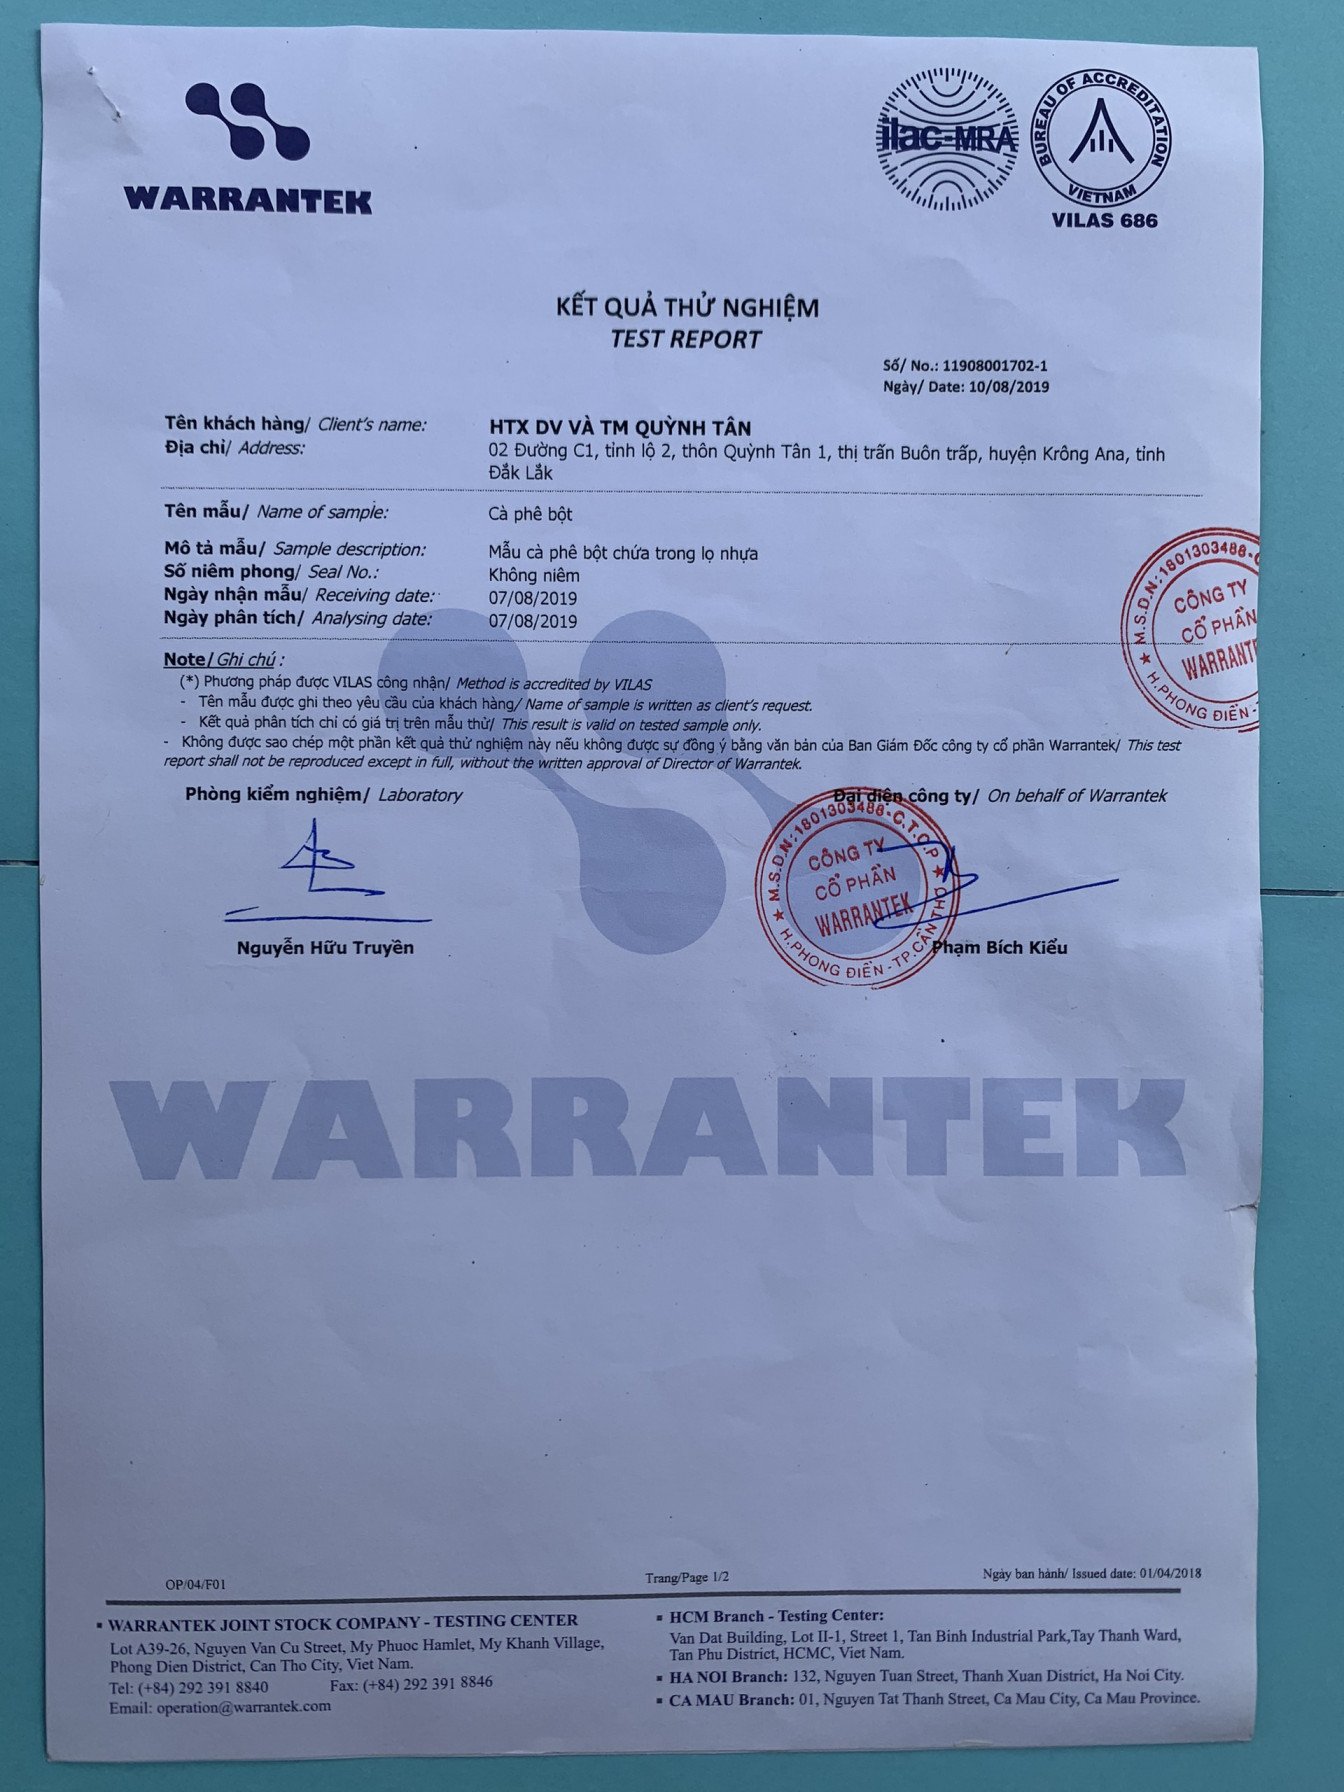 WARRANTEK
ilac-MRA
BUREAU OF ACCREDITATION
VIETNAM
VILAS 686
KẾT QUẢ THỬ NGHIỆM
TEST REPORT
Số/ No.: 11908001702-1
Ngày/ Date: 10/08/2019
Tên khách hàng/ Client's name: HTX DV VÀ TM QUỲNH TÂN
Địa chỉ/ Address: 02 Đường C1, tỉnh lộ 2, thôn Quỳnh Tân 1, thị trấn Buôn trấp, huyện Krông Ana, tỉnh
Đắk Lắk
Tên mẫu/ Name of sample: Cà phê bột
Mô tả mẫu/ Sample description: Mẫu cà phê bột chứa trong lọ nhựa
Số niêm phong/ Seal No.: Không niêm
Ngày nhận mẫu/ Receiving date: 07/08/2019
Ngày phân tích/ Analysing date: 07/08/2019
M.S.D.N:1801303488-C
CÔNG TY
CỔ PHẦN
WARRANTE
H.PHONG ĐIỀN-
Note/ Ghi chú :
(*) Phương pháp được VILAS công nhận/ Method is accredited by VILAS
- Tên mẫu được ghi theo yêu cầu của khách hàng/ Name of sample is written as client's request.
- Kết quả phân tích chỉ có giá trị trên mẫu thử/ This result is valid on tested sample only.
- Không được sao chép một phần kết quả thử nghiệm này nếu không được sự đồng ý bằng văn bản của Ban Giám Đốc công ty cổ phần Warrantek/ This test
report shall not be reproduced except in full, without the written approval of Director of Warrantek.
Phòng kiểm nghiệm/ Laboratory
Đại diện công ty/ On behalf of Warrantek
M.S.D.N:1801303488-C.T.C.P
CÔNG TY
CỔ PHẦN
WARRANTEK
H.PHONG ĐIỀN-TP.CẦN THƠ
Nguyễn Hữu Truyền
Phạm Bích Kiểu
WARRANTEK
OP/04/F01
Trang/Page 1/2
Ngày ban hành/ Issued date: 01/04/2018
▪ WARRANTEK JOINT STOCK COMPANY - TESTING CENTER
Lot A39-26, Nguyen Van Cu Street, My Phuoc Hamlet, My Khanh Village,
Phong Dien District, Can Tho City, Viet Nam.
Tel: (+84) 292 391 8840 Fax: (+84) 292 391 8846
Email: operation@warrantek.com
▪ HCM Branch - Testing Center:
Van Dat Building, Lot II-1, Street 1, Tan Binh Industrial Park,Tay Thanh Ward,
Tan Phu District, HCMC, Viet Nam.
▪ HA NOI Branch: 132, Nguyen Tuan Street, Thanh Xuan District, Ha Noi City.
▪ CA MAU Branch: 01, Nguyen Tat Thanh Street, Ca Mau City, Ca Mau Province.